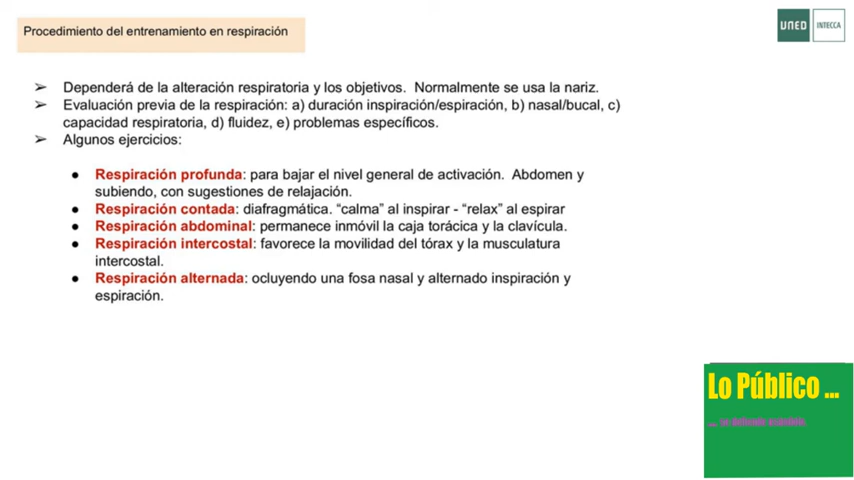 Procedimiento del entrenamiento en respiración
UNED INTECCA
➢ Dependerá de la alteración respiratoria y los objetivos. Normalmente se usa la nariz.
➢ Evaluación previa de la respiración: a) duración inspiración/espiración, b) nasal/bucal, c)
capacidad respiratoria, d) fluidez, e) problemas específicos.
➢ Algunos ejercicios:
● Respiración profunda: para bajar el nivel general de activación. Abdomen y
subiendo, con sugestiones de relajación.
● Respiración contada: diafragmática. “calma” al inspirar - “relax” al espirar
● Respiración abdominal: permanece inmóvil la caja torácica y la clavícula.
● Respiración intercostal: favorece la movilidad del tórax y la musculatura
intercostal.
● Respiración alternada: ocluyendo una fosa nasal y alternado inspiración y
espiración.
Lo Público ...